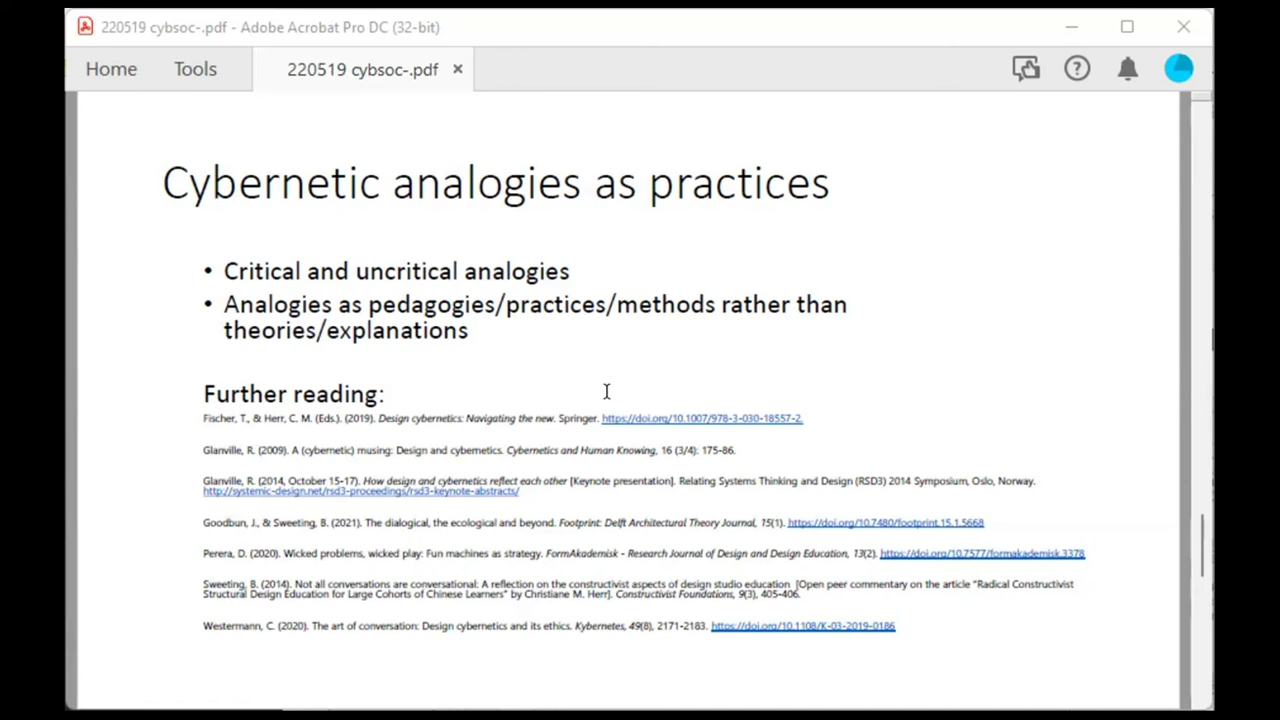 220519 cybsoc-.pdf - Adobe Acrobat Pro DC (32-bit)
Home
Tools
220519 cybsoc-.pdf
Cybernetic analogies as practices
• Critical and uncritical analogies
• Analogies as pedagogies/practices/methods rather than
theories/explanations
Further reading:
Fischer, T., & Herr, C. M. (Eds.). (2019). Design cybernetics: Navigating the new. Springer. https://doi.org/10.1007/978-3-030-18557-2.
Glanville, R. (2009). A (cybernetic) musing: Design and cybernetics. Cybernetics and Human Knowing, 16 (3/4): 175-86.
Glanville, R. (2014, October 15-17). How design and cybernetics reflect each other [Keynote presentation]. Relating Systems Thinking and Design (RSD3) 2014 Symposium, Oslo, Norway.
http://systemic-design.net/rsd3-proceedings/rsd3-keynote-abstracts/
Goodbun, J., & Sweeting, B. (2021). The dialogical, the ecological and beyond. Footprint: Delft Architectural Theory Journal, 15(1). https://doi.org/10.7480/footprint.15.1.5668
Perera, D. (2020). Wicked problems, wicked play: Fun machines as strategy. FormAkademisk - Research Journal of Design and Design Education, 13(2). https://doi.org/10.7577/formakademisk.3378
Sweeting, B. (2014). Not all conversations are conversational: A reflection on the constructivist aspects of design studio education [Open peer commentary on the article “Radical Constructivist
Structural Design Education for Large Cohorts of Chinese Learners” by Christiane M. Herr]. Constructivist Foundations, 9(3), 405-406.
Westermann, C. (2020). The art of conversation: Design cybernetics and its ethics. Kybernetes, 49(8), 2171-2183. https://doi.org/10.1108/K-03-2019-0186